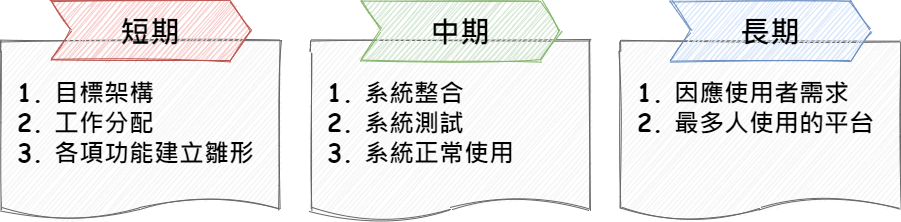 短期
1. 目標架構
2. 工作分配
3. 各項功能建立雛形
中期
1. 系統整合
2. 系統測試
3. 系統正常使用
長期
1. 因應使用者需求
2. 最多人使用的平台